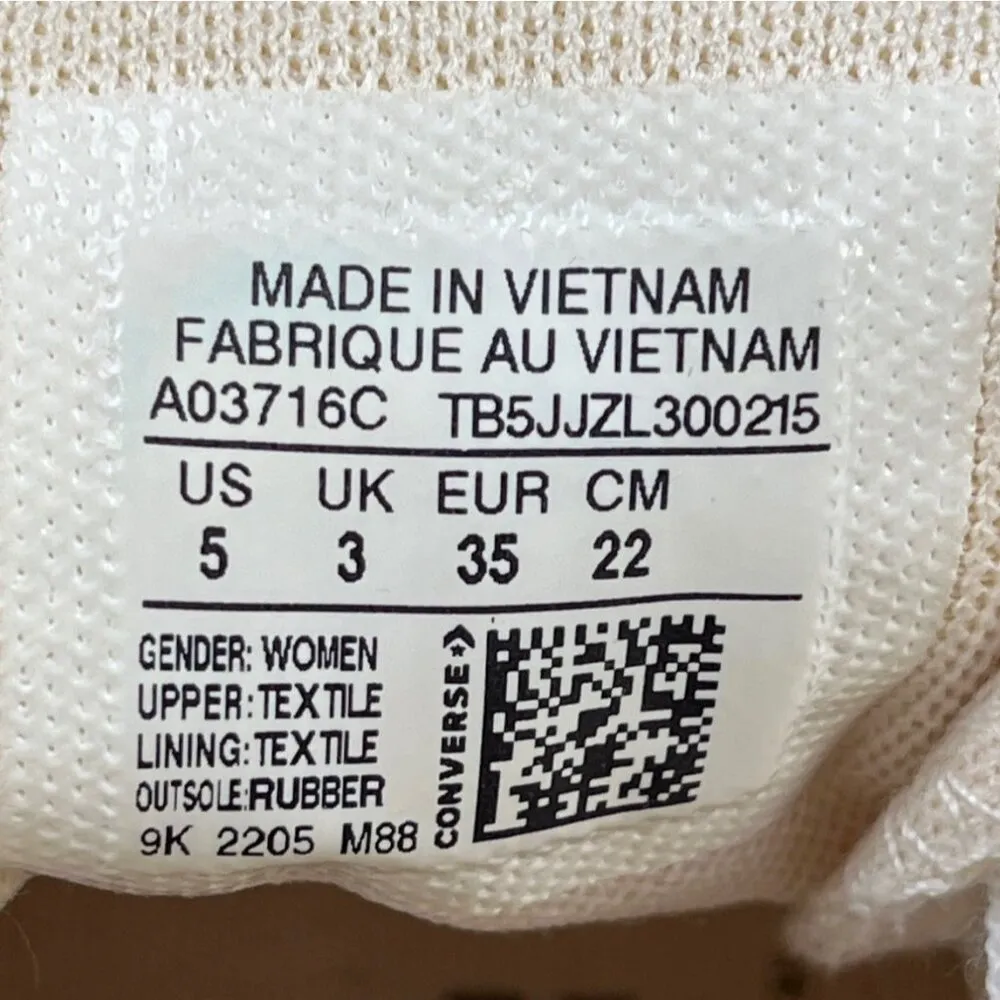 MADE IN VIETNAM
FABRIQUE AU VIETNAM
A03716C TB5JJZL300215
US UK EUR CM
5 3 35 22
GENDER: WOMEN
UPPER: TEXTILE
LINING: TEXTILE
OUTSOLE: RUBBER
9K 2205 M88
CONVERSE